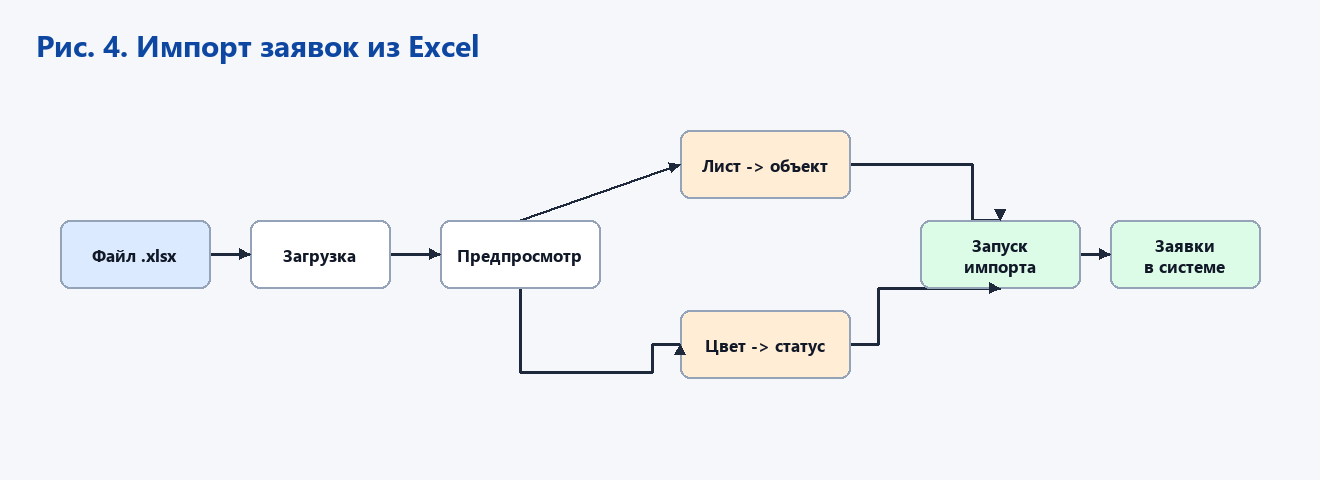 Рис. 4. Импорт заявок из Excel
Файл .xlsx
Загрузка
Предпросмотр
Лист -> объект
Цвет -> статус
Запуск
импорта
Заявки
в системе